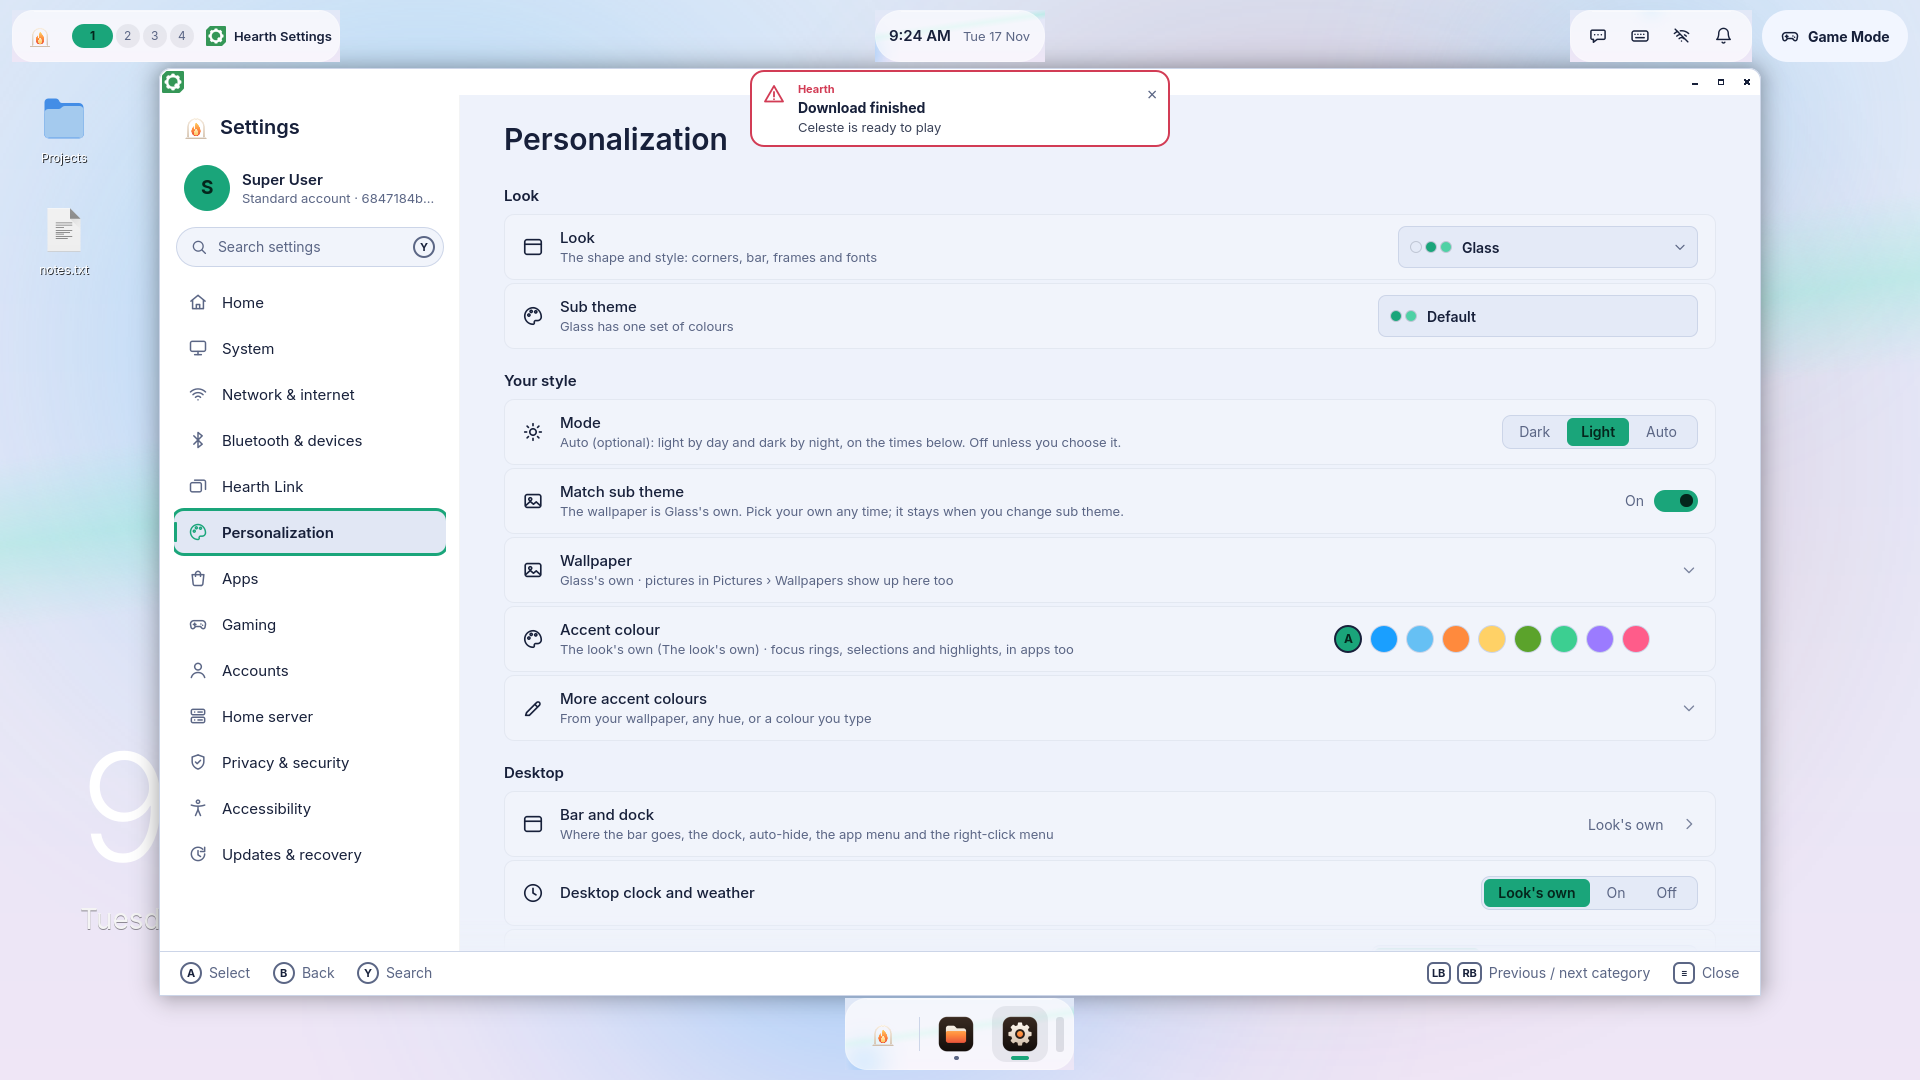 1 2 3 4 Hearth Settings
9:24 AM Tue 17 Nov
Game Mode
Projects
notes.txt
9
Tuesd
Hearth
Download finished
Celeste is ready to play
Settings
S
Super User
Standard account · 6847184b...
Search settings Y
Home
System
Network & internet
Bluetooth & devices
Hearth Link
Personalization
Apps
Gaming
Accounts
Home server
Privacy & security
Accessibility
Updates & recovery
Personalization
Look
Look
The shape and style: corners, bar, frames and fonts
Glass
Sub theme
Glass has one set of colours
Default
Your style
Mode
Auto (optional): light by day and dark by night, on the times below. Off unless you choose it.
Dark Light Auto
Match sub theme
The wallpaper is Glass's own. Pick your own any time; it stays when you change sub theme.
On
Wallpaper
Glass's own · pictures in Pictures › Wallpapers show up here too
Accent colour
The look's own (The look's own) · focus rings, selections and highlights, in apps too
A
More accent colours
From your wallpaper, any hue, or a colour you type
Desktop
Bar and dock
Where the bar goes, the dock, auto-hide, the app menu and the right-click menu
Look's own
Desktop clock and weather
Look's own On Off
A Select B Back Y Search
LB RB Previous / next category ≡ Close